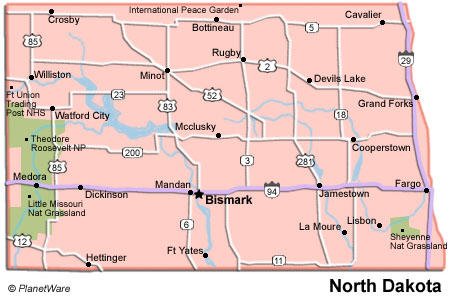 International Peace Garden
Crosby
Bottineau
Cavalier
5
85
Rugby
29
Williston
Minot
2
Devils Lake
Ft Union
Trading
Post NHS
23
52
Grand Forks
Watford City
83
18
Mcclusky
Theodore
Roosevelt NP
Cooperstown
200
85
3
281
Medora
Dickinson
Mandan
Bismark
94
Jamestown
Fargo
Little Missouri
Nat Grassland
6
Lisbon
La Moure
Sheyenne
Nat Grassland
12
Hettinger
Ft Yates
© PlanetWare
North Dakota